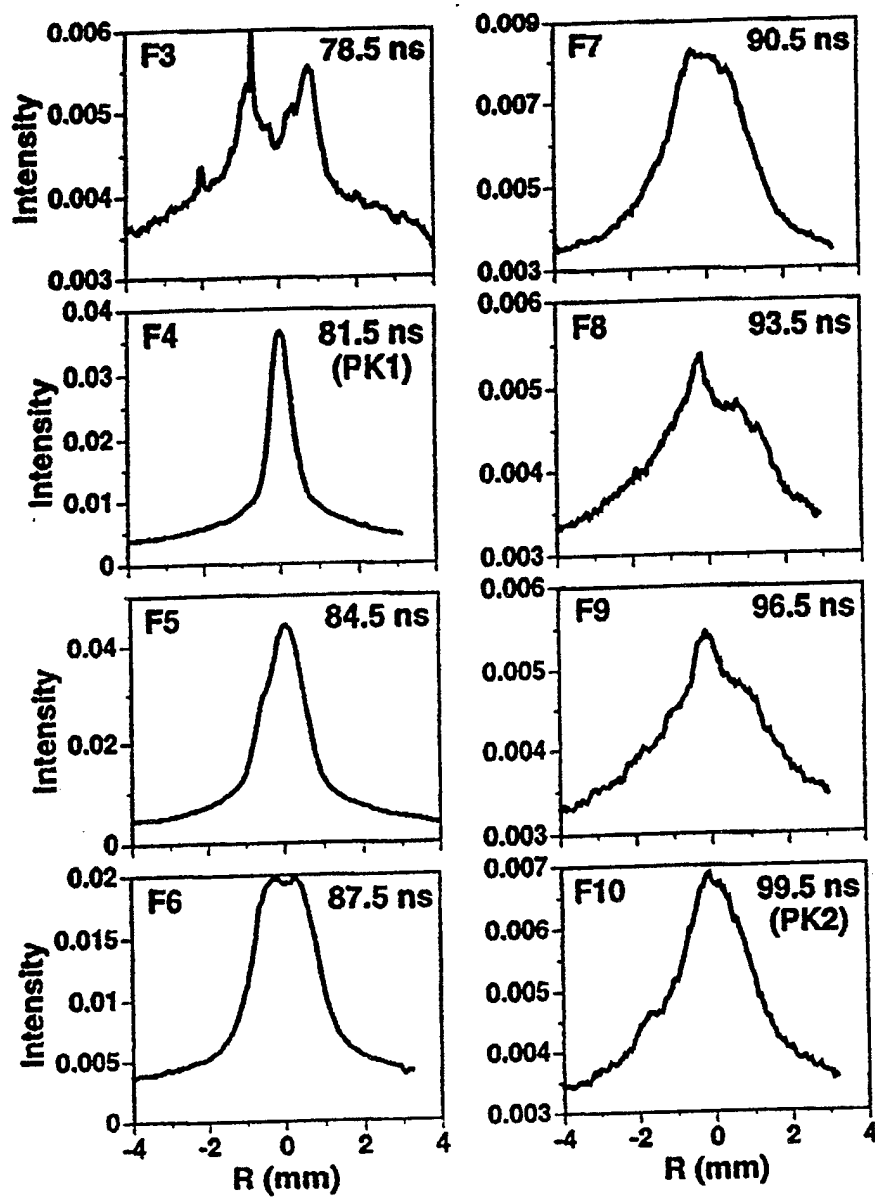 0.006
F3
78.5 ns
0.005
0.004
0.003
Intensity
0.04
F4
81.5 ns
(PK1)
0.03
0.02
0.01
0
Intensity
F5
84.5 ns
0.04
0.02
0
Intensity
0.02
F6
87.5 ns
0.015
0.01
0.005
0
Intensity
-4
-2
0
2
4
R (mm)
0.009
F7
90.5 ns
0.007
0.005
0.003
0.006
F8
93.5 ns
0.005
0.004
0.003
0.006
F9
96.5 ns
0.005
0.004
0.003
0.007
F10
99.5 ns
(PK2)
0.006
0.005
0.004
0.003
-4
-2
0
2
4
R (mm)